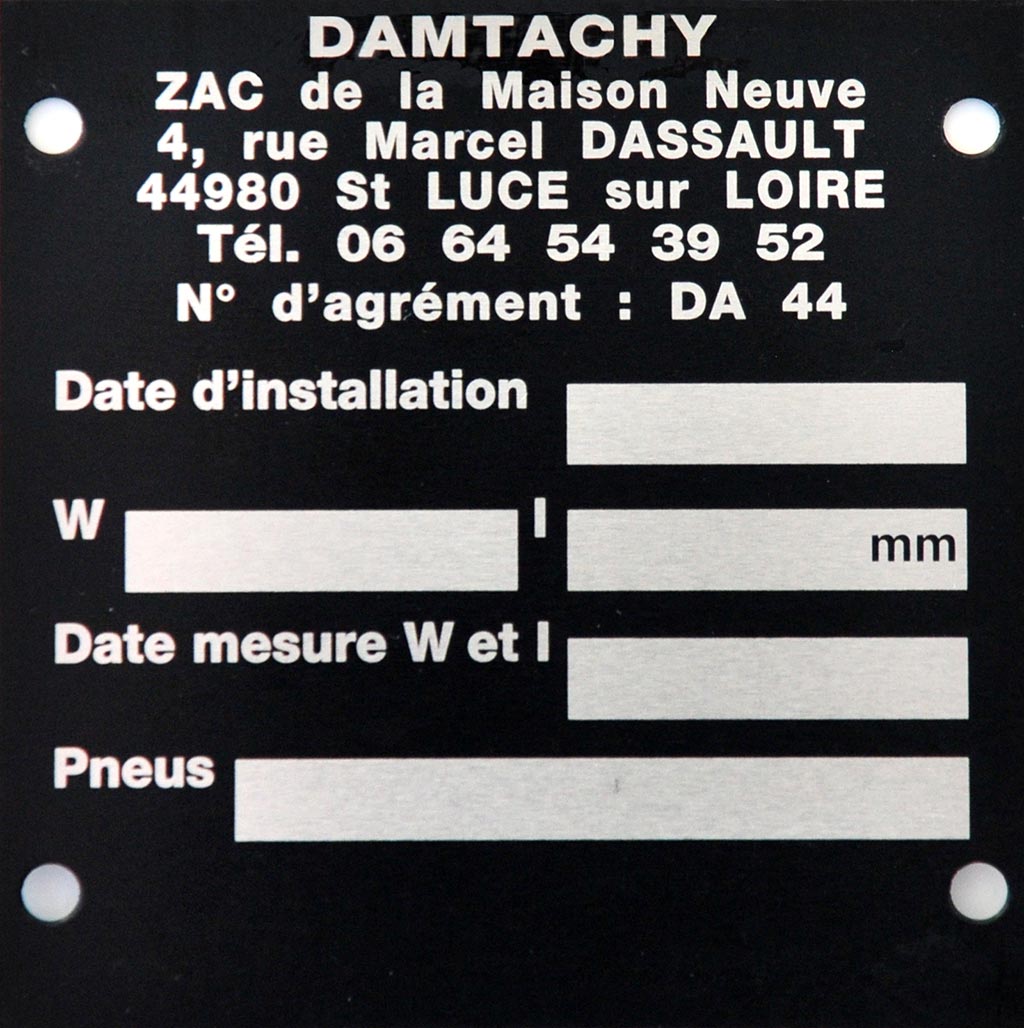 DAMTACHY
ZAC de la Maison Neuve
4, rue Marcel DASSAULT
44980 St LUCE sur LOIRE
Tél. 06 64 54 39 52
N° d'agrément : DA 44
Date d'installation
W l mm
Date mesure W et l
Pneus